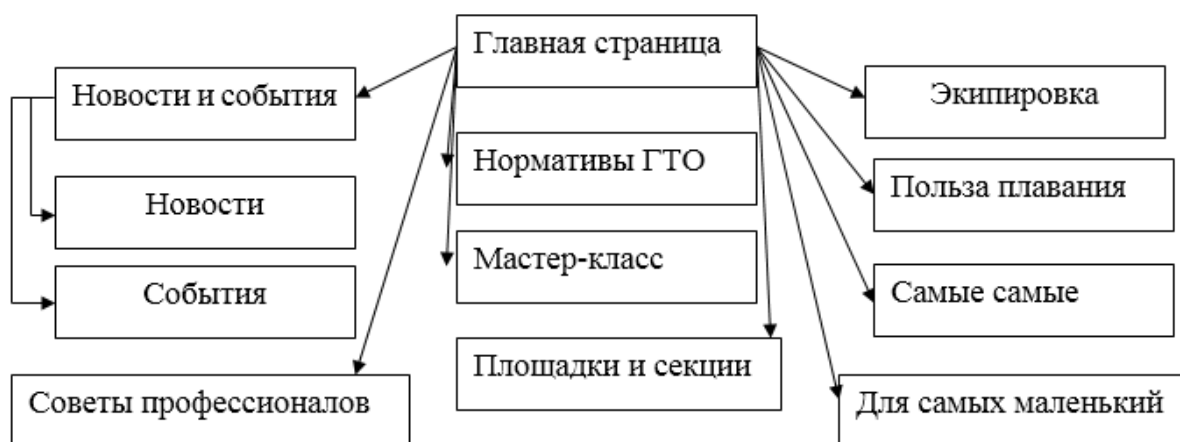 Главная страница
Новости и события
Экипировка
Нормативы ГТО
Польза плавания
Новости
Мастер-класс
События
Самые самые
Площадки и секции
Советы профессионалов
Для самых маленький